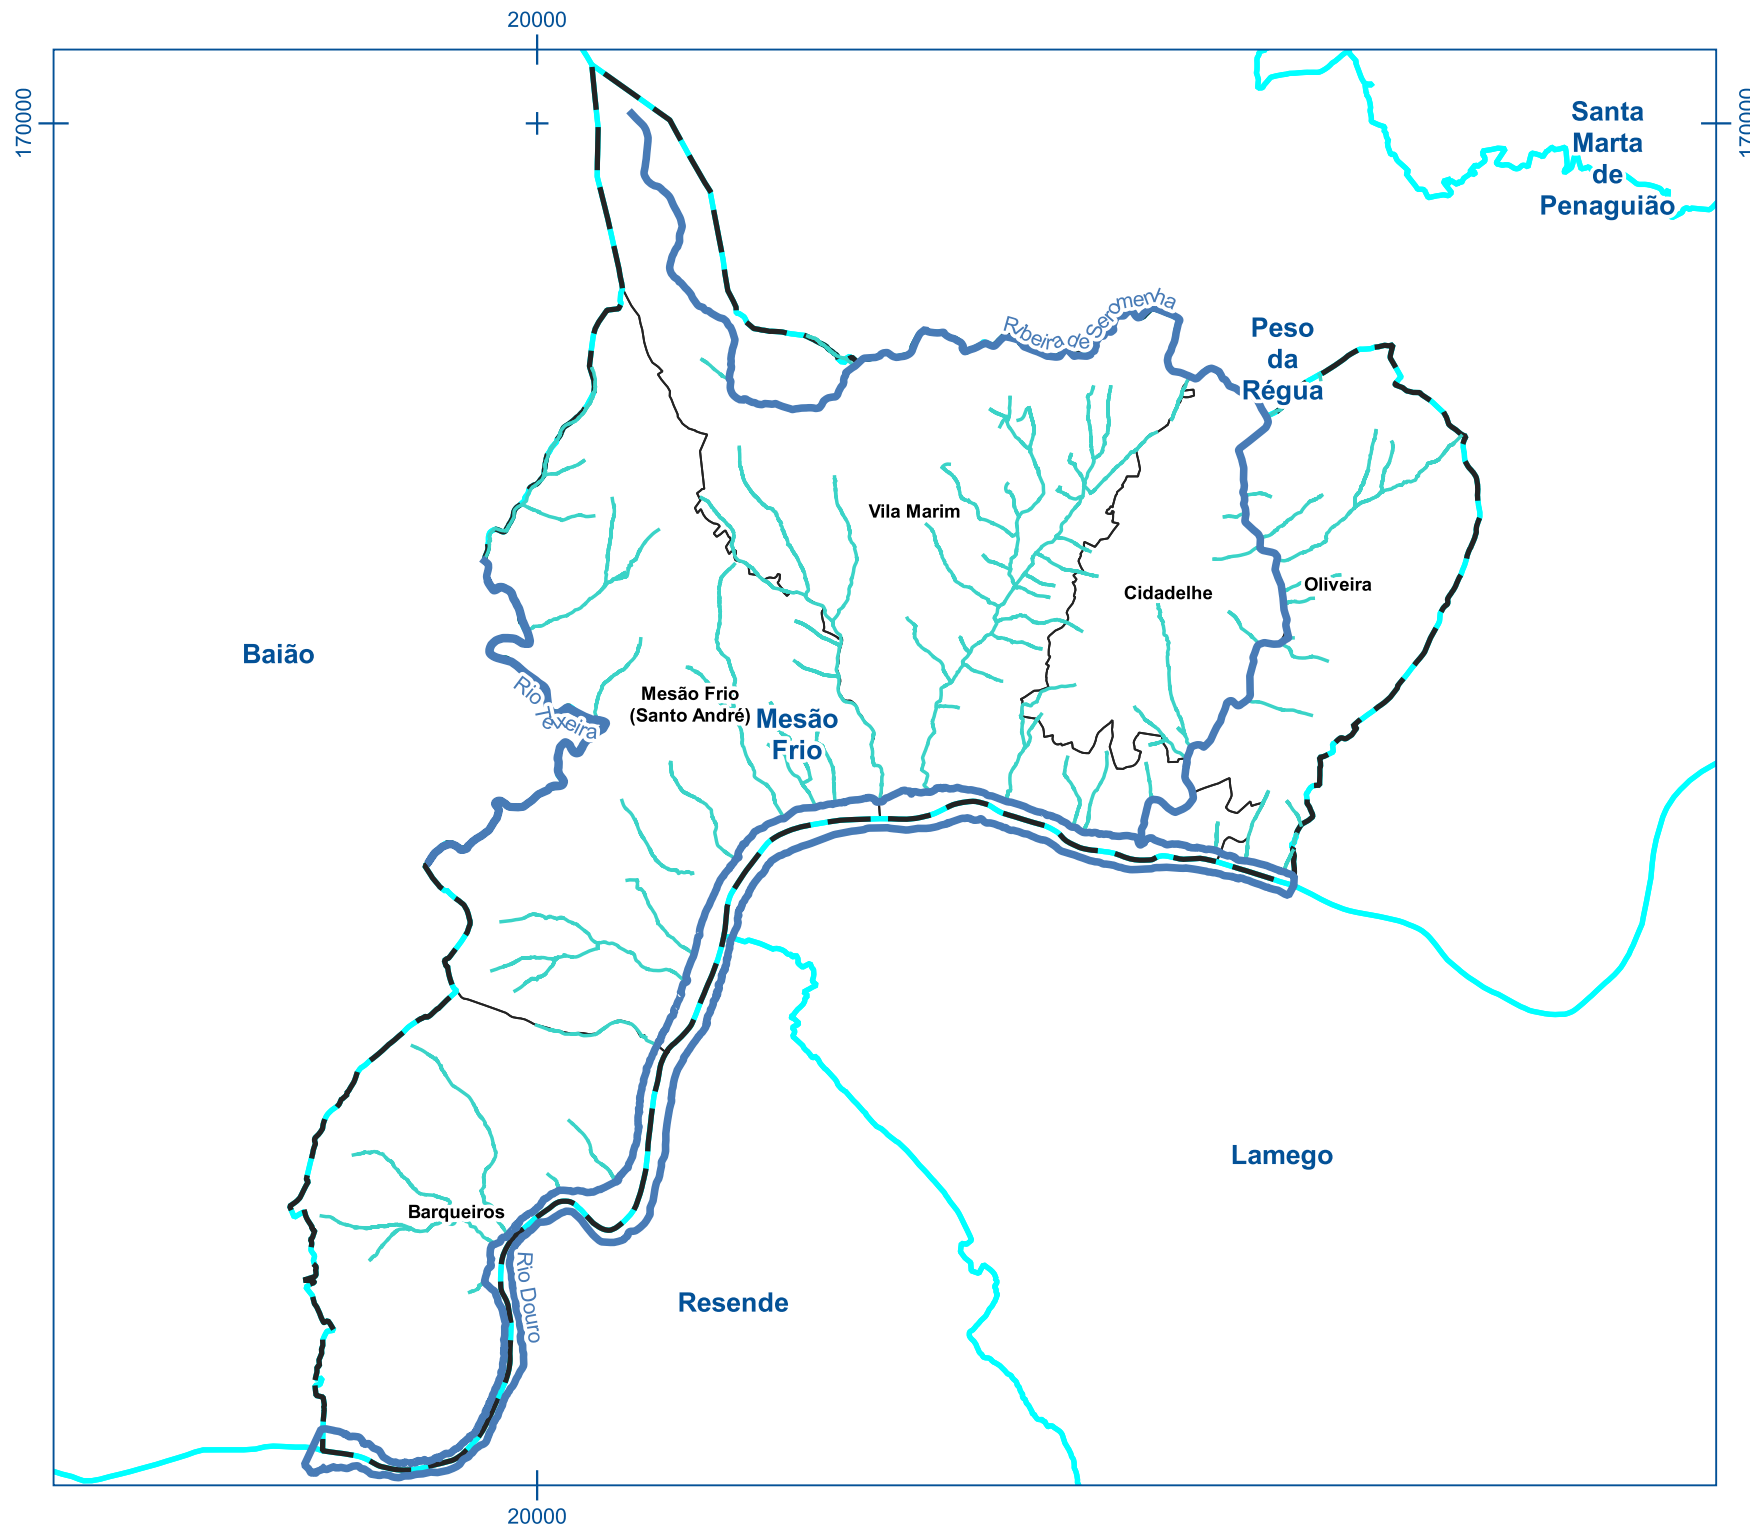 20000
170000
170000
Santa
Marta
de
Penaguião
Ribeira de Seromenha
Peso
da
Régua
Vila Marim
Cidadelhe
Oliveira
Baião
Rio Teixeira
Mesão Frio
(Santo André)
Mesão
Frio
Lamego
Barqueiros
Rio Douro
Resende
20000